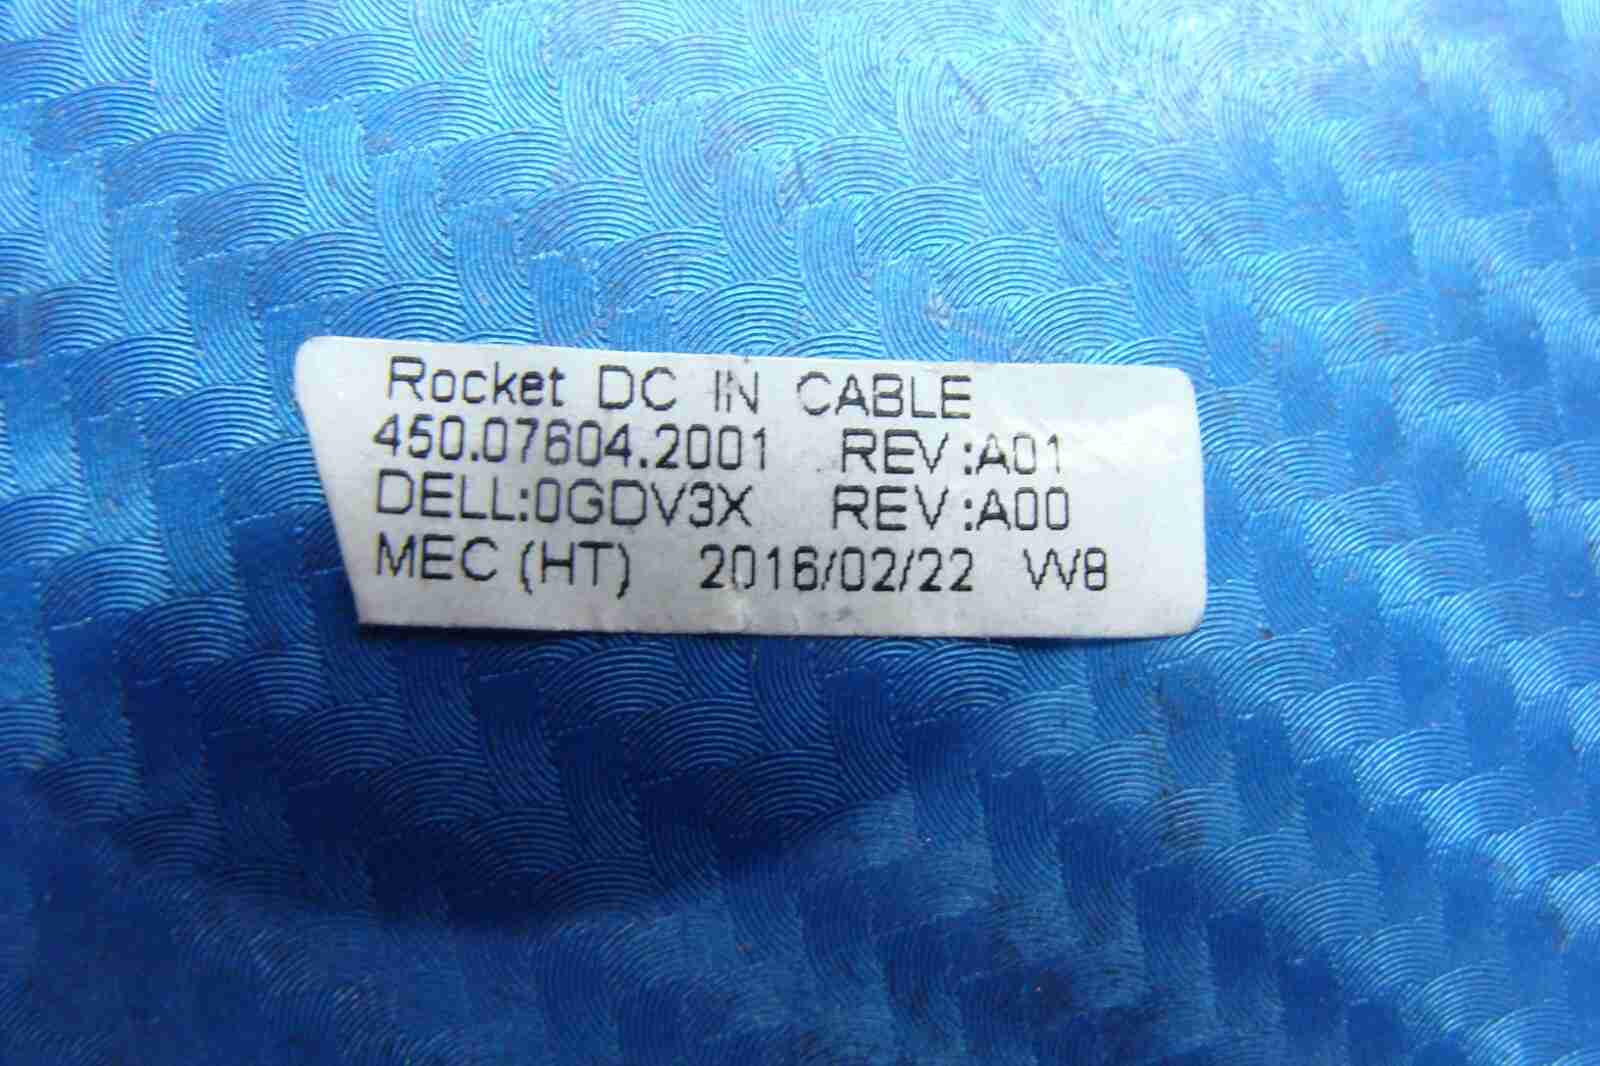 Rocket DC IN CABLE
450.07604.2001 REV:A01
DELL:0GDV3X REV:A00
MEC(HT) 2016/02/22 W8